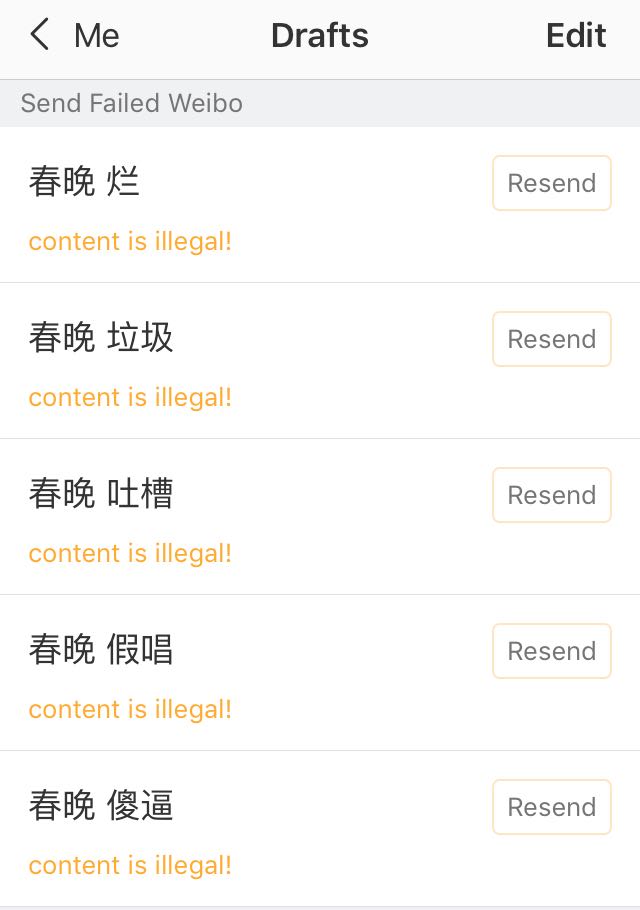 Me Drafts Edit
Send Failed Weibo
春晚 烂 Resend
content is illegal!
春晚 垃圾 Resend
content is illegal!
春晚 吐槽 Resend
content is illegal!
春晚 假唱 Resend
content is illegal!
春晚 傻逼 Resend
content is illegal!